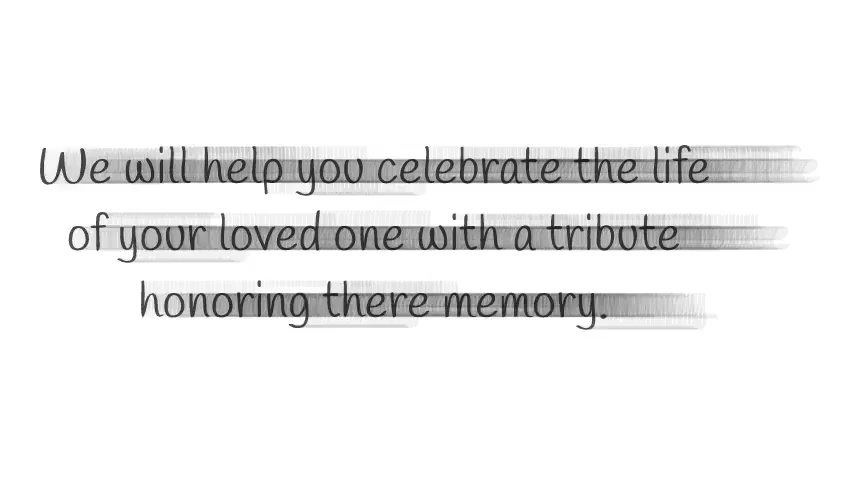 We will help you celebrate the life
of your loved one with a tribute
honoring there memory.